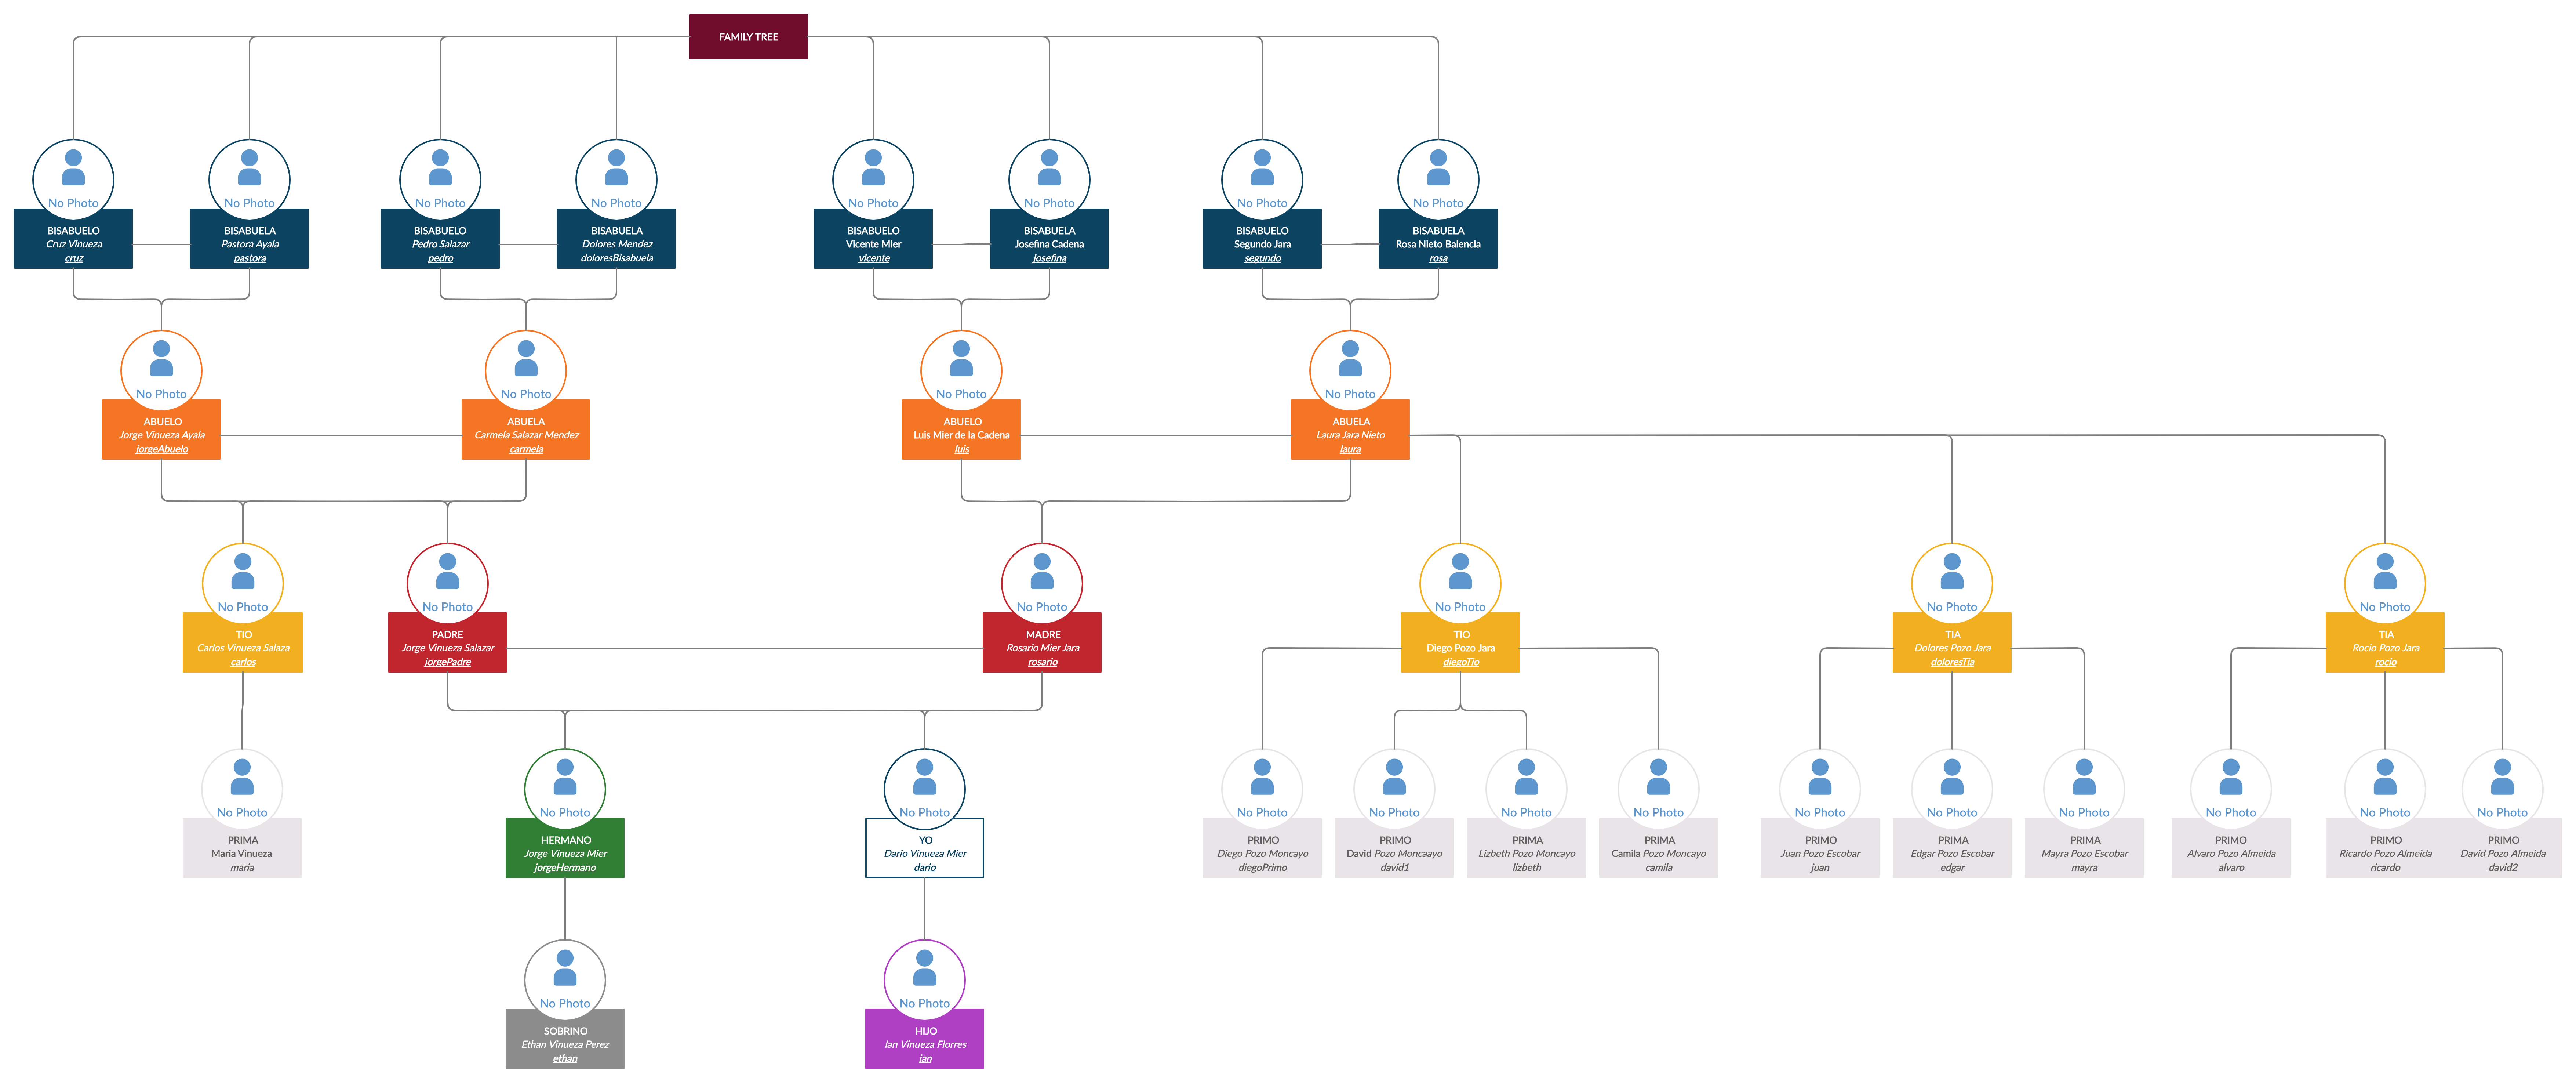 FAMILY TREE
No Photo
BISABUELO
Cruz Vinueza
cruz
No Photo
BISABUELA
Pastora Ayala
pastora
No Photo
BISABUELO
Pedro Salazar
pedro
No Photo
BISABUELA
Dolores Mendez
doloresBisabuela
No Photo
BISABUELO
Vicente Mier
vicente
No Photo
BISABUELA
Josefina Cadena
josefina
No Photo
BISABUELO
Segundo Jara
segundo
No Photo
BISABUELA
Rosa Nieto Balencia
rosa
No Photo
ABUELO
Jorge Vinueza Ayala
jorgeAbuelo
No Photo
ABUELA
Carmela Salazar Mendez
carmela
No Photo
ABUELO
Luis Mier de la Cadena
luis
No Photo
ABUELA
Laura Jara Nieto
laura
No Photo
TIO
Carlos Vinueza Salaza
carlos
No Photo
PADRE
Jorge Vinueza Salazar
jorgePadre
No Photo
MADRE
Rosario Mier Jara
rosario
No Photo
TIO
Diego Pozo Jara
diegoTio
No Photo
TIA
Dolores Pozo Jara
doloresTia
No Photo
TIA
Rocio Pozo Jara
rocio
No Photo
PRIMA
Maria Vinueza
maria
No Photo
HERMANO
Jorge Vinueza Mier
jorgeHermano
No Photo
YO
Dario Vinueza Mier
dario
No Photo
PRIMO
Diego Pozo Moncayo
diegoPrimo
No Photo
PRIMO
David Pozo Moncaayo
david1
No Photo
PRIMA
Lizbeth Pozo Moncayo
lizbeth
No Photo
PRIMA
Camila Pozo Moncayo
camila
No Photo
PRIMO
Juan Pozo Escobar
juan
No Photo
PRIMA
Edgar Pozo Escobar
edgar
No Photo
PRIMA
Mayra Pozo Escobar
mayra
No Photo
PRIMO
Alvaro Pozo Almeida
alvaro
No Photo
PRIMO
Ricardo Pozo Almeida
ricardo
No Photo
PRIMO
David Pozo Almeida
david2
No Photo
SOBRINO
Ethan Vinueza Perez
ethan
No Photo
HIJO
Ian Vinueza Florres
ian